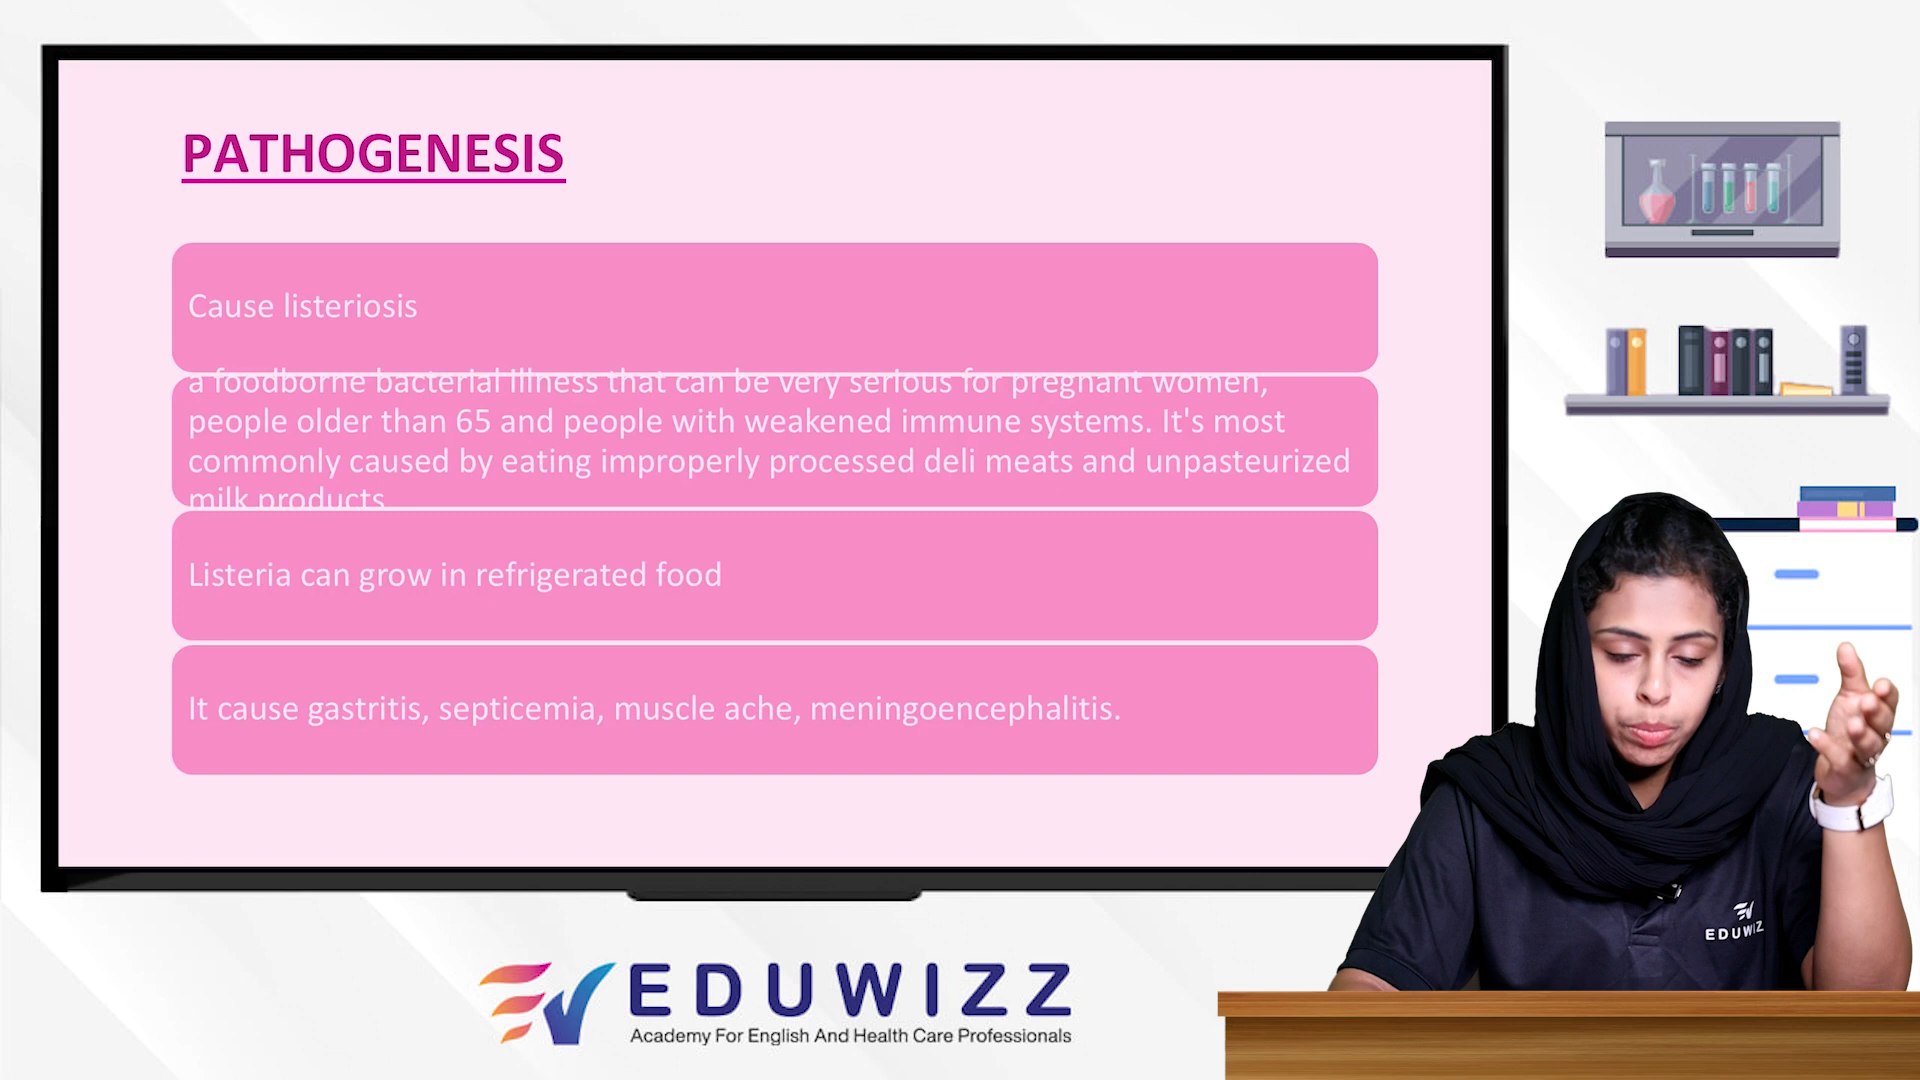 PATHOGENESIS
Cause listeriosis
a foodborne bacterial illness that can be very serious for pregnant women,
people older than 65 and people with weakened immune systems. It's most
commonly caused by eating improperly processed deli meats and unpasteurized
milk products
Listeria can grow in refrigerated food
It cause gastritis, septicemia, muscle ache, meningoencephalitis.
EDUWIZZ
EDUWIZZ
Academy For English And Health Care Professionals